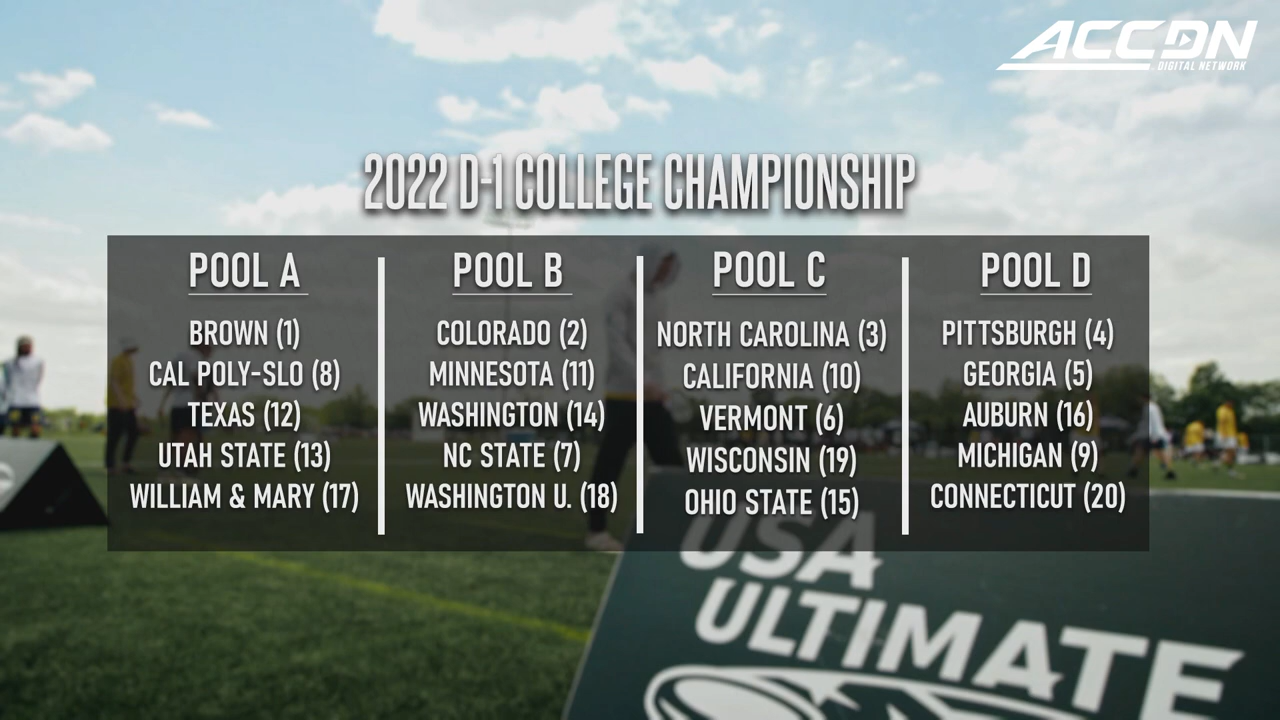 ACCDN
DIGITAL NETWORK
2022 D-1 COLLEGE CHAMPIONSHIP
POOL A
BROWN (1)
CAL POLY-SLO (8)
TEXAS (12)
UTAH STATE (13)
WILLIAM & MARY (17)
POOL B
COLORADO (2)
MINNESOTA (11)
WASHINGTON (14)
NC STATE (7)
WASHINGTON U. (18)
POOL C
NORTH CAROLINA (3)
CALIFORNIA (10)
VERMONT (6)
WISCONSIN (19)
OHIO STATE (15)
POOL D
PITTSBURGH (4)
GEORGIA (5)
AUBURN (16)
MICHIGAN (9)
CONNECTICUT (20)
USA
ULTIMATE